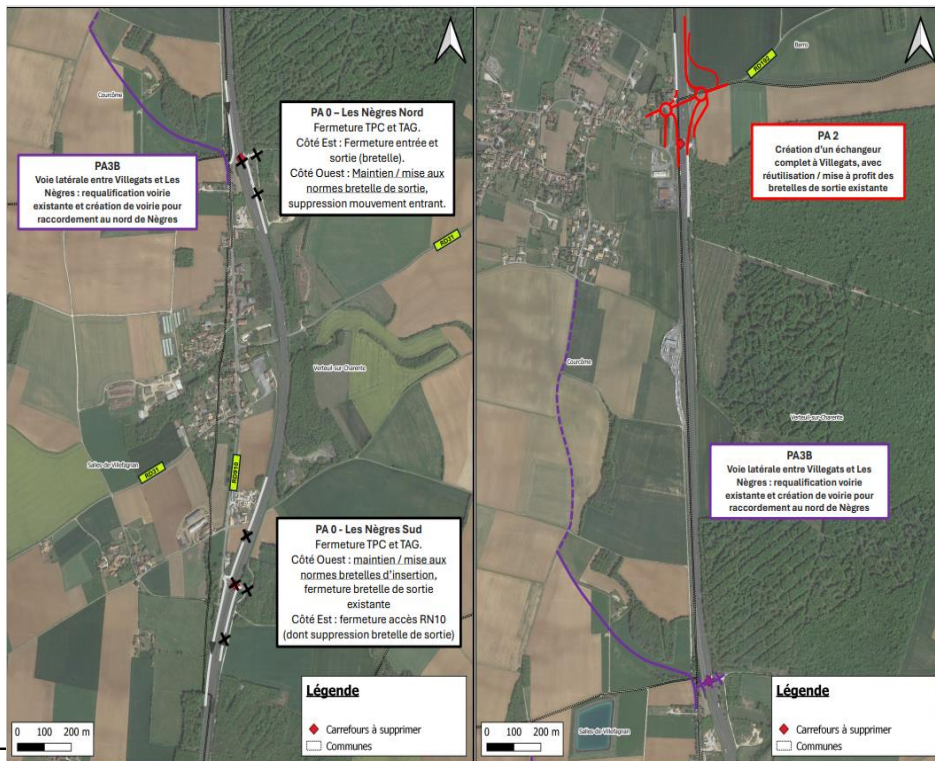 Courcôme
PA 0 – Les Nègres Nord
Fermeture TPC et TAG.
Côté Est : Fermeture entrée et
sortie (bretelle).
Côté Ouest : Maintien / mise aux
normes bretelle de sortie,
suppression mouvement entrant.
PA3B
Voie latérale entre Villegats et Les
Nègres : requalification voirie
existante et création de voirie pour
raccordement au nord de Nègres
RD31
Verteuil-sur-Charente
Salles de Villefagnan
RD31
PA 0 - Les Nègres Sud
Fermeture TPC et TAG.
Côté Ouest : maintien / mise aux
normes bretelles d'insertion,
fermeture bretelle de sortie
existante
Côté Est : fermeture accès RN10
(dont suppression bretelle de sortie)
Légende
Carrefours à supprimer
Communes
0 100 200 m
Barro
PA 2
Création d'un échangeur
complet à Villegats, avec
réutilisation / mise à profit des
bretelles de sortie existante
Courcôme
Verteuil-sur-Charente
PA3B
Voie latérale entre Villegats et Les
Nègres : requalification voirie
existante et création de voirie pour
raccordement au nord de Nègres
Salles de Villefagnan
Légende
Carrefours à supprimer
Communes
0 100 200 m